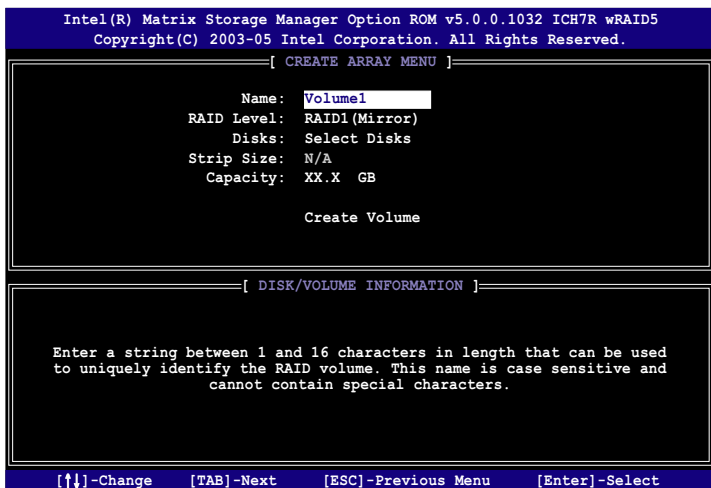 Intel(R) Matrix Storage Manager Option ROM v5.0.0.1032 ICH7R wRAID5
Copyright(C) 2003-05 Intel Corporation. All Rights Reserved.
[ CREATE ARRAY MENU ]
Name: Volume1
RAID Level: RAID1(Mirror)
Disks: Select Disks
Strip Size: N/A
Capacity: XX.X GB
Create Volume
[ DISK/VOLUME INFORMATION ]
Enter a string between 1 and 16 characters in length that can be used
to uniquely identify the RAID volume. This name is case sensitive and
cannot contain special characters.
[↑↓]-Change [TAB]-Next [ESC]-Previous Menu [Enter]-Select